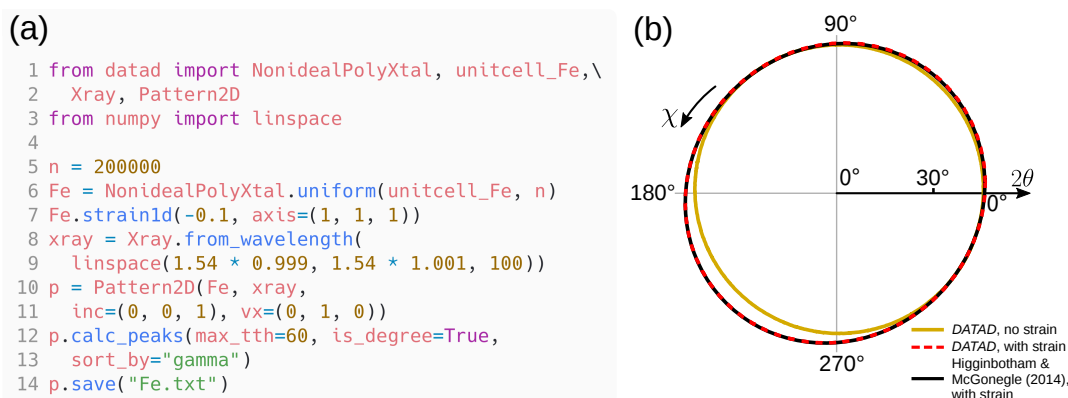 (a)
1 from datad import NonidealPolyXtal, unitcell_Fe,\
2   Xray, Pattern2D
3 from numpy import linspace
4
5 n = 200000
6 Fe = NonidealPolyXtal.uniform(unitcell_Fe, n)
7 Fe.strain1d(-0.1, axis=(1, 1, 1))
8 xray = Xray.from_wavelength(
9   linspace(1.54 * 0.999, 1.54 * 1.001, 100))
10 p = Pattern2D(Fe, xray,
11   inc=(0, 0, 1), vx=(0, 1, 0))
12 p.calc_peaks(max_tth=60, is_degree=True,
13   sort_by="gamma")
14 p.save("Fe.txt")
(b)
90°
χ
180°
0° 30° 2θ
0°
270°
DATAD, no strain
DATAD, with strain
Higginbotham &
McGonegle (2014),
with strain